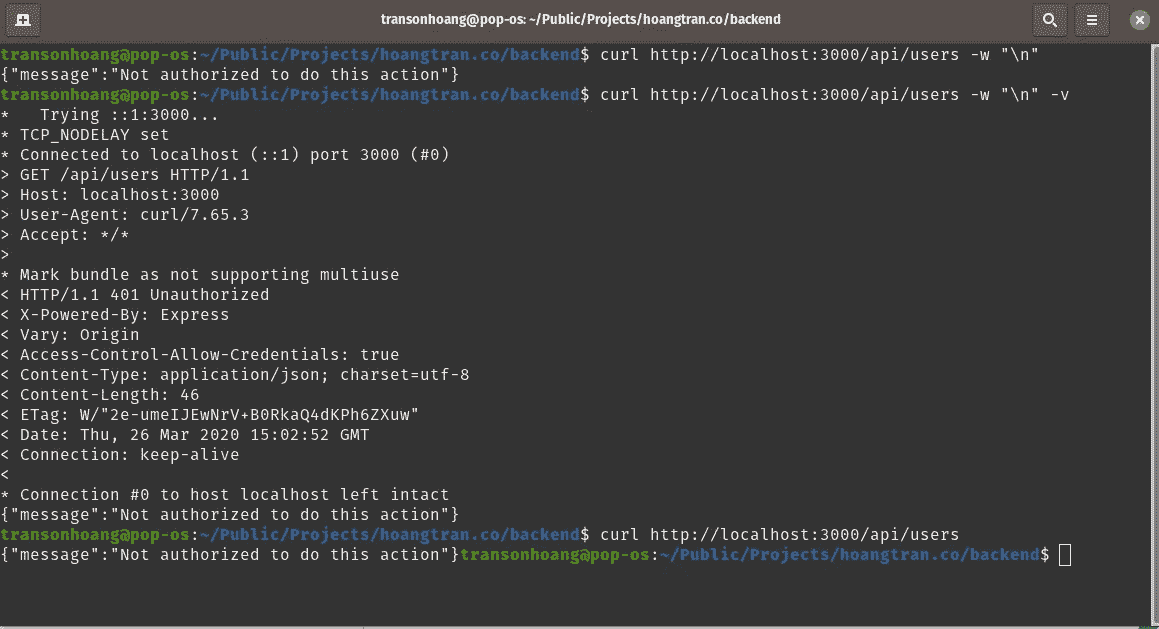 transonhoang@pop-os: ~/Public/Projects/hoangtran.co/backend
transonhoang@pop-os:~/Public/Projects/hoangtran.co/backend$ curl http://localhost:3000/api/users -w "\n"
{"message":"Not authorized to do this action"}
transonhoang@pop-os:~/Public/Projects/hoangtran.co/backend$ curl http://localhost:3000/api/users -w "\n" -v
*   Trying ::1:3000...
* TCP_NODELAY set
* Connected to localhost (::1) port 3000 (#0)
> GET /api/users HTTP/1.1
> Host: localhost:3000
> User-Agent: curl/7.65.3
> Accept: */*
>
* Mark bundle as not supporting multiuse
< HTTP/1.1 401 Unauthorized
< X-Powered-By: Express
< Vary: Origin
< Access-Control-Allow-Credentials: true
< Content-Type: application/json; charset=utf-8
< Content-Length: 46
< ETag: W/"2e-umeIJEwNrV+B0RkaQ4dKPh6ZXuw"
< Date: Thu, 26 Mar 2020 15:02:52 GMT
< Connection: keep-alive
<
* Connection #0 to host localhost left intact
{"message":"Not authorized to do this action"}
transonhoang@pop-os:~/Public/Projects/hoangtran.co/backend$ curl http://localhost:3000/api/users
{"message":"Not authorized to do this action"}transonhoang@pop-os:~/Public/Projects/hoangtran.co/backend$